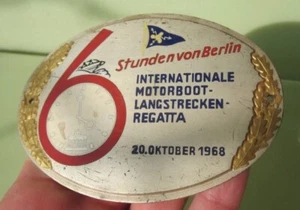 6 Stunden von Berlin
INTERNATIONALE
MOTORBOOT-
LANGSTRECKEN-
REGATTA
20.OKTOBER 1968